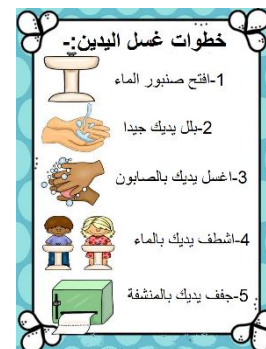 خطوات غسل اليدين:-
1-افتح صنبور الماء
2-بلل يديك جيدا
3-اغسل يديك بالصابون
4-اشطف يديك بالماء
5-جفف يديك بالمنشفة